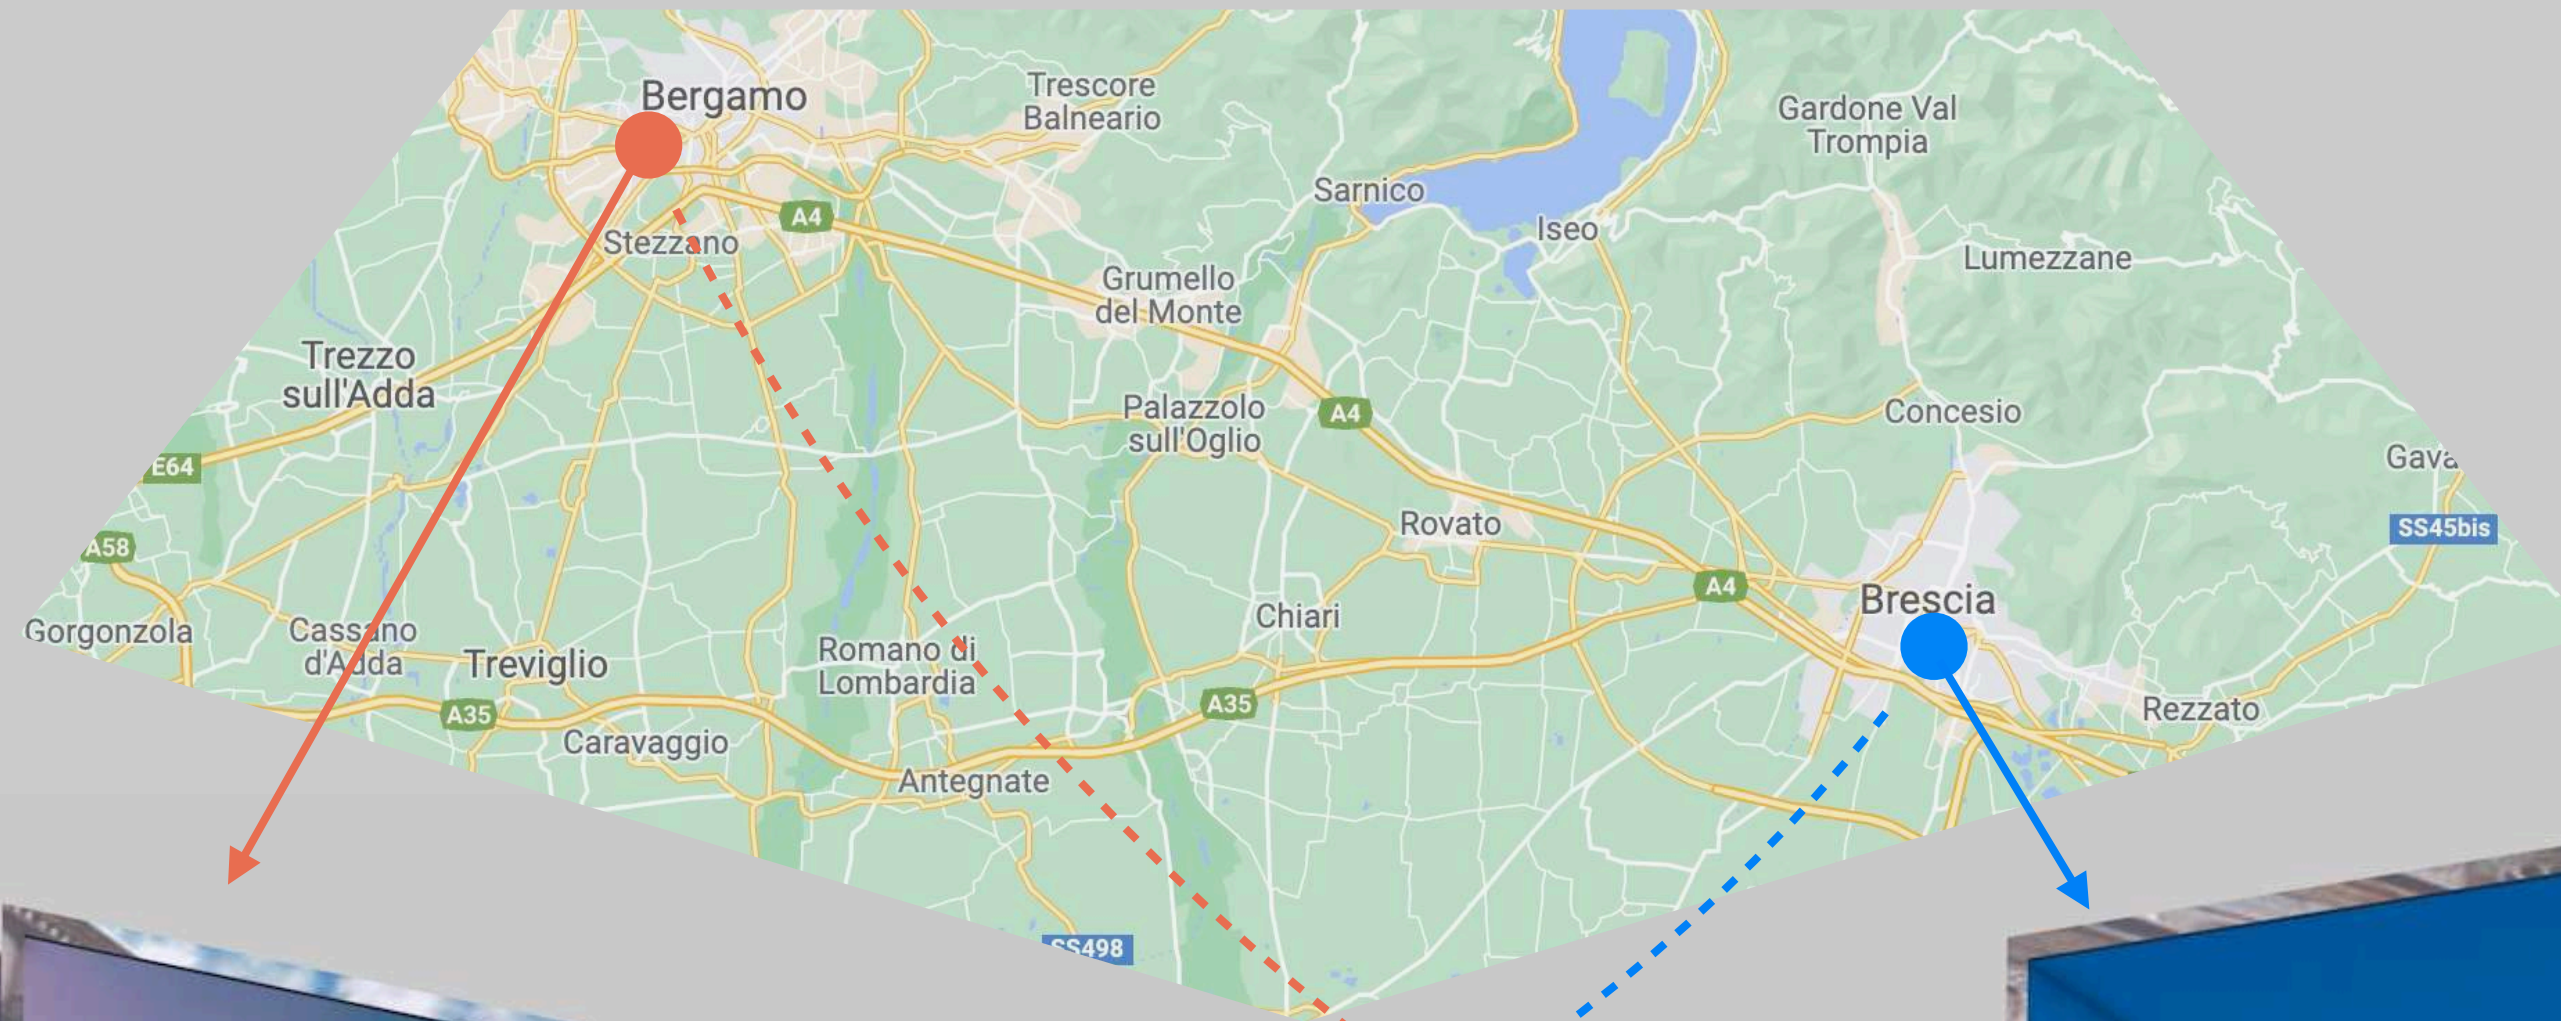 Bergamo
Trescore
Balneario
Gardone Val
Trompia
Sarnico
A4
Iseo
Stezzano
Lumezzane
Grumello
del Monte
Trezzo
sull'Adda
Palazzolo
sull'Oglio
A4
Concesio
E64
Gava
Rovato
SS45bis
A58
A4
Brescia
Chiari
Gorgonzola
Cassano
d'Adda
Treviglio
Romano di
Lombardia
A35
A35
Rezzato
Caravaggio
Antegnate
SS498